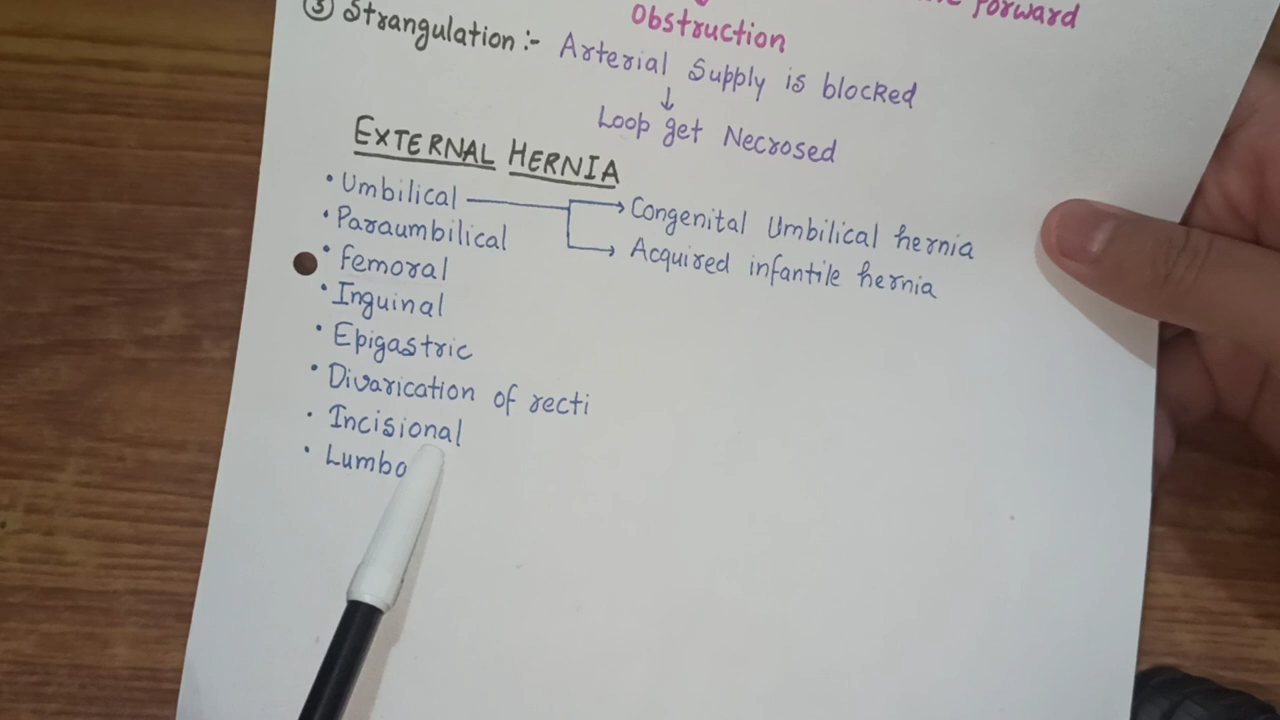 forward
Obstruction
③ Strangulation :- Arterial Supply is blocked
↓
Loop get Necrosed
EXTERNAL HERNIA
• Umbilical → Congenital Umbilical hernia
→ Acquired infantile hernia
• Paraumbilical
• femoral
• Inguinal
• Epigastric
• Divarication of recti
• Incisional
• Lumbo